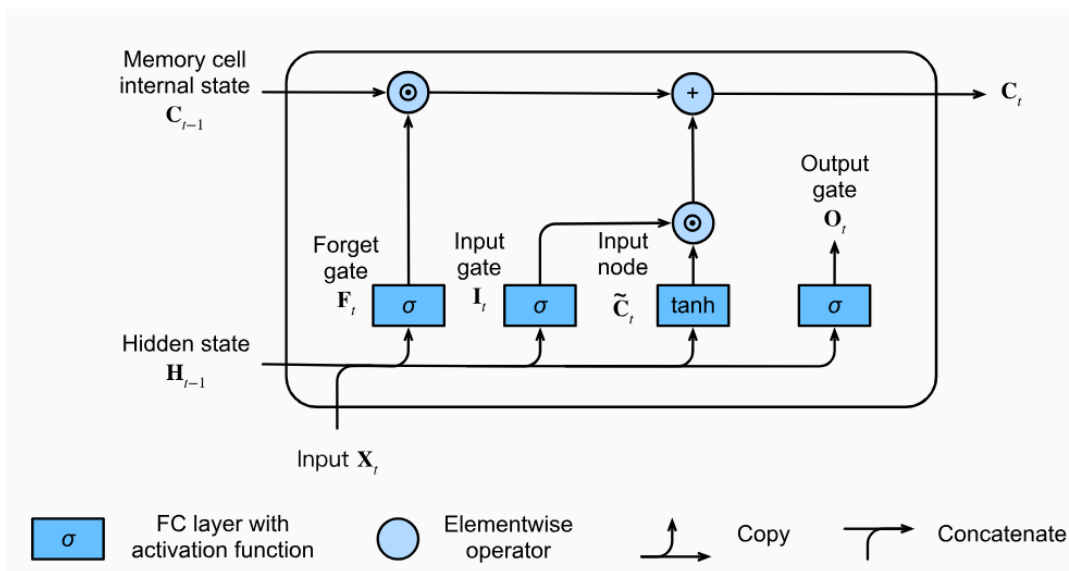 Memory cell
internal state
C_{t−1}
⊙
+
C_t
Output
gate
O_t
⊙
Forget
gate
F_t
Input
gate
I_t
Input
node
C̃_t
σ
σ
tanh
σ
Hidden state
H_{t−1}
Input X_t
σ
FC layer with
activation function
Elementwise
operator
Copy
Concatenate